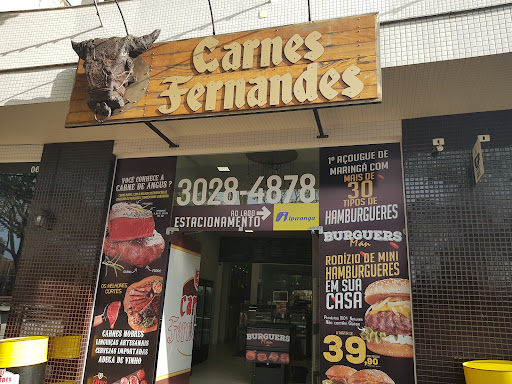 Carnes
Fernandes
06
VOCÊ CONHECE A
CARNE DE ANGUS?
OS MELHORES
CORTES
CARNES NOBRES
LINGUIÇAS ARTESANAIS
CERVEJAS IMPORTADAS
ADEGA DE VINHO
3028-4878
AO LADO
ESTACIONAMENTO
Ipiranga
1º AÇOUGUE DE
MARINGÁ COM
MAIS DE
30
TIPOS DE
HAMBURGUERES
BURGUERS
Man
RODÍZIO DE MINI
HAMBURGUERES
EM SUA
CASA
39,90
BURGUERS
Man